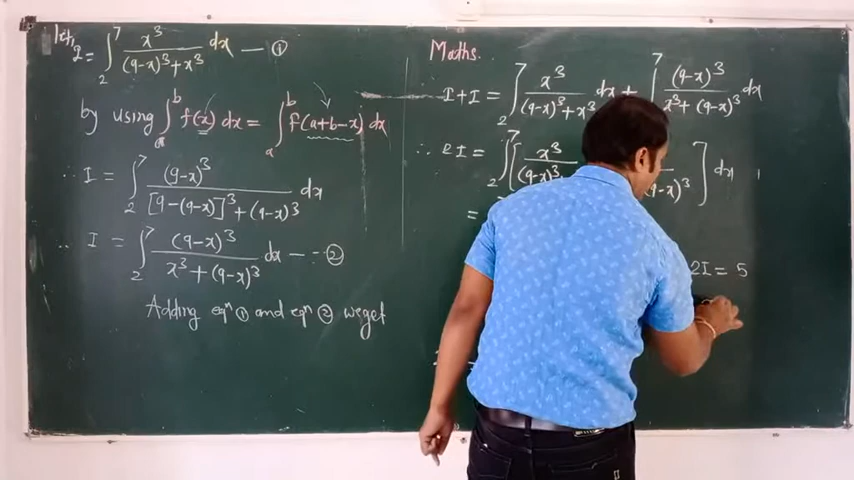 I = ∫₂⁷ x³/((9-x)³+x³) dx — ①
by using ∫ₐᵇ f(x) dx = ∫ₐᵇ f(a+b-x) dx
∴ I = ∫₂⁷ (9-x)³/([9-(9-x)]³+(9-x)³) dx
∴ I = ∫₂⁷ (9-x)³/(x³+(9-x)³) dx — ②
Adding eqⁿ ① and eqⁿ ② we get
Maths.
I+I = ∫₂⁷ x³/((9-x)³+x³) dx + ∫₂⁷ (9-x)³/(x³+(9-x)³) dx
∴ 2I = ∫₂⁷ [x³/(9-x)³ (9-x)³] dx
=
2I = 5